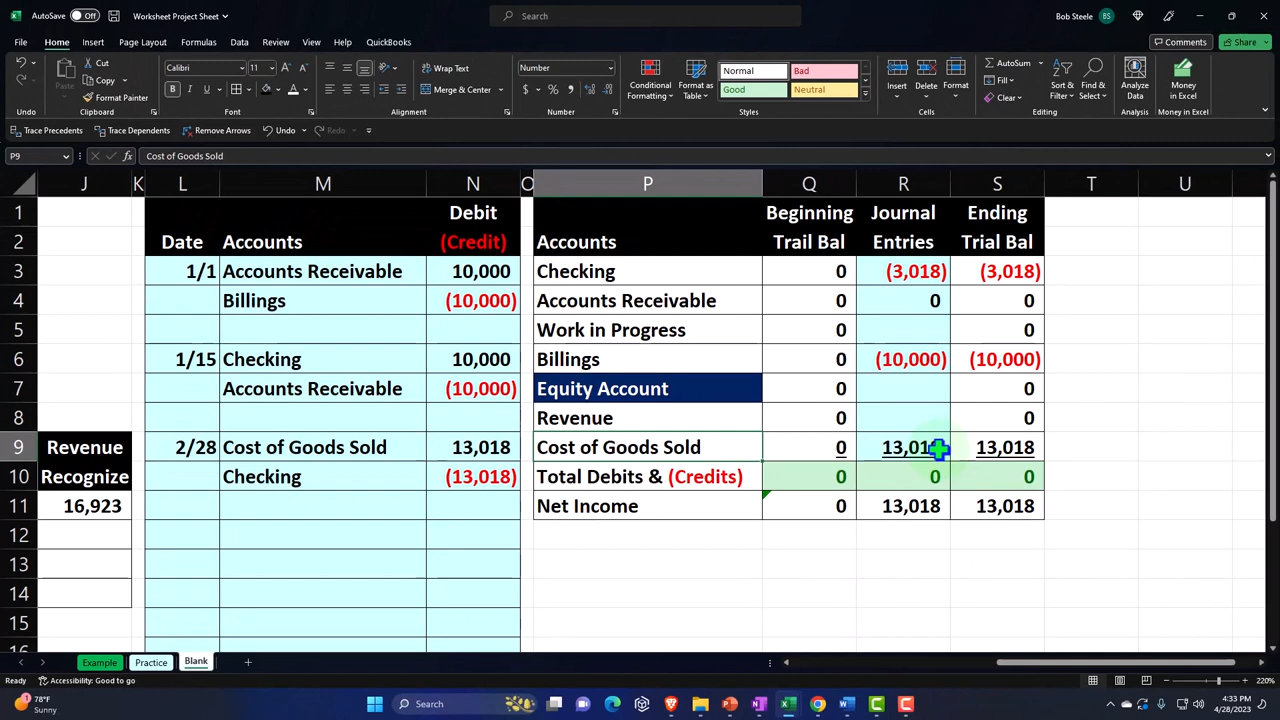 AutoSave Off Worksheet Project Sheet Search Bob Steele BS
File Home Insert Page Layout Formulas Data Review View Help QuickBooks Comments Share
Cut Calibri 11 Wrap Text Number Normal Bad AutoSum
Paste Copy Conditional Format as Good Neutral Insert Delete Format Fill Sort & Find & Analyze Money
Format Painter B I U Merge & Center $ % Formatting Table Clear Filter Select Data in Excel
Undo Clipboard Font Alignment Number Styles Cells Editing Analysis Money in Excel
Trace Precedents Trace Dependents Remove Arrows Undo Redo
P9 fx Cost of Goods Sold
J K L M N O P Q R S T U
1 Debit Beginning Journal Ending
2 Date Accounts (Credit) Accounts Trail Bal Entries Trial Bal
3 1/1 Accounts Receivable 10,000 Checking 0 (3,018) (3,018)
4 Billings (10,000) Accounts Receivable 0 0 0
5 Work in Progress 0
6 1/15 Checking 10,000 Billings 0 (10,000) (10,000)
7 Accounts Receivable (10,000) Equity Account 0 0
8 Revenue 0 0
9 Revenue 2/28 Cost of Goods Sold 13,018 Cost of Goods Sold 0 13,018
10 Recognize Checking (13,018) Total Debits & (Credits) 0 0 0
11 16,923 Net Income 0 13,018 13,018
12
13
14
15
16
Example Practice Blank
Ready Accessibility: Good to go 220%
78°F
Sunny
Search
4:33 PM
4/28/2023